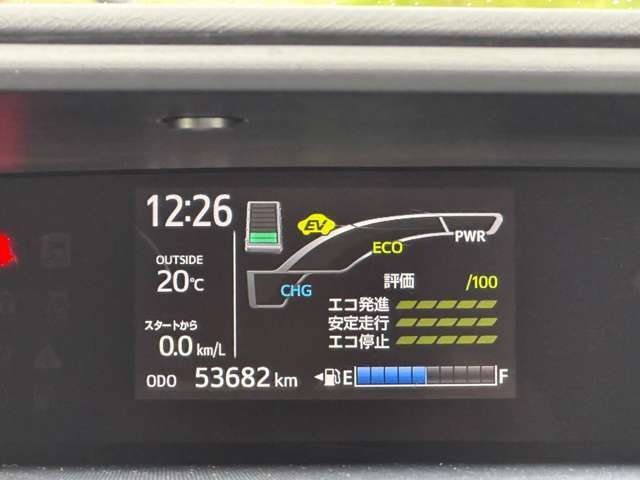 12:26
EV
ECO
PWR
OUTSIDE
20℃
CHG
評価 /100
エコ発進
安定走行
エコ停止
スタートから
0.0 km/L
ODO 53682 km
E F